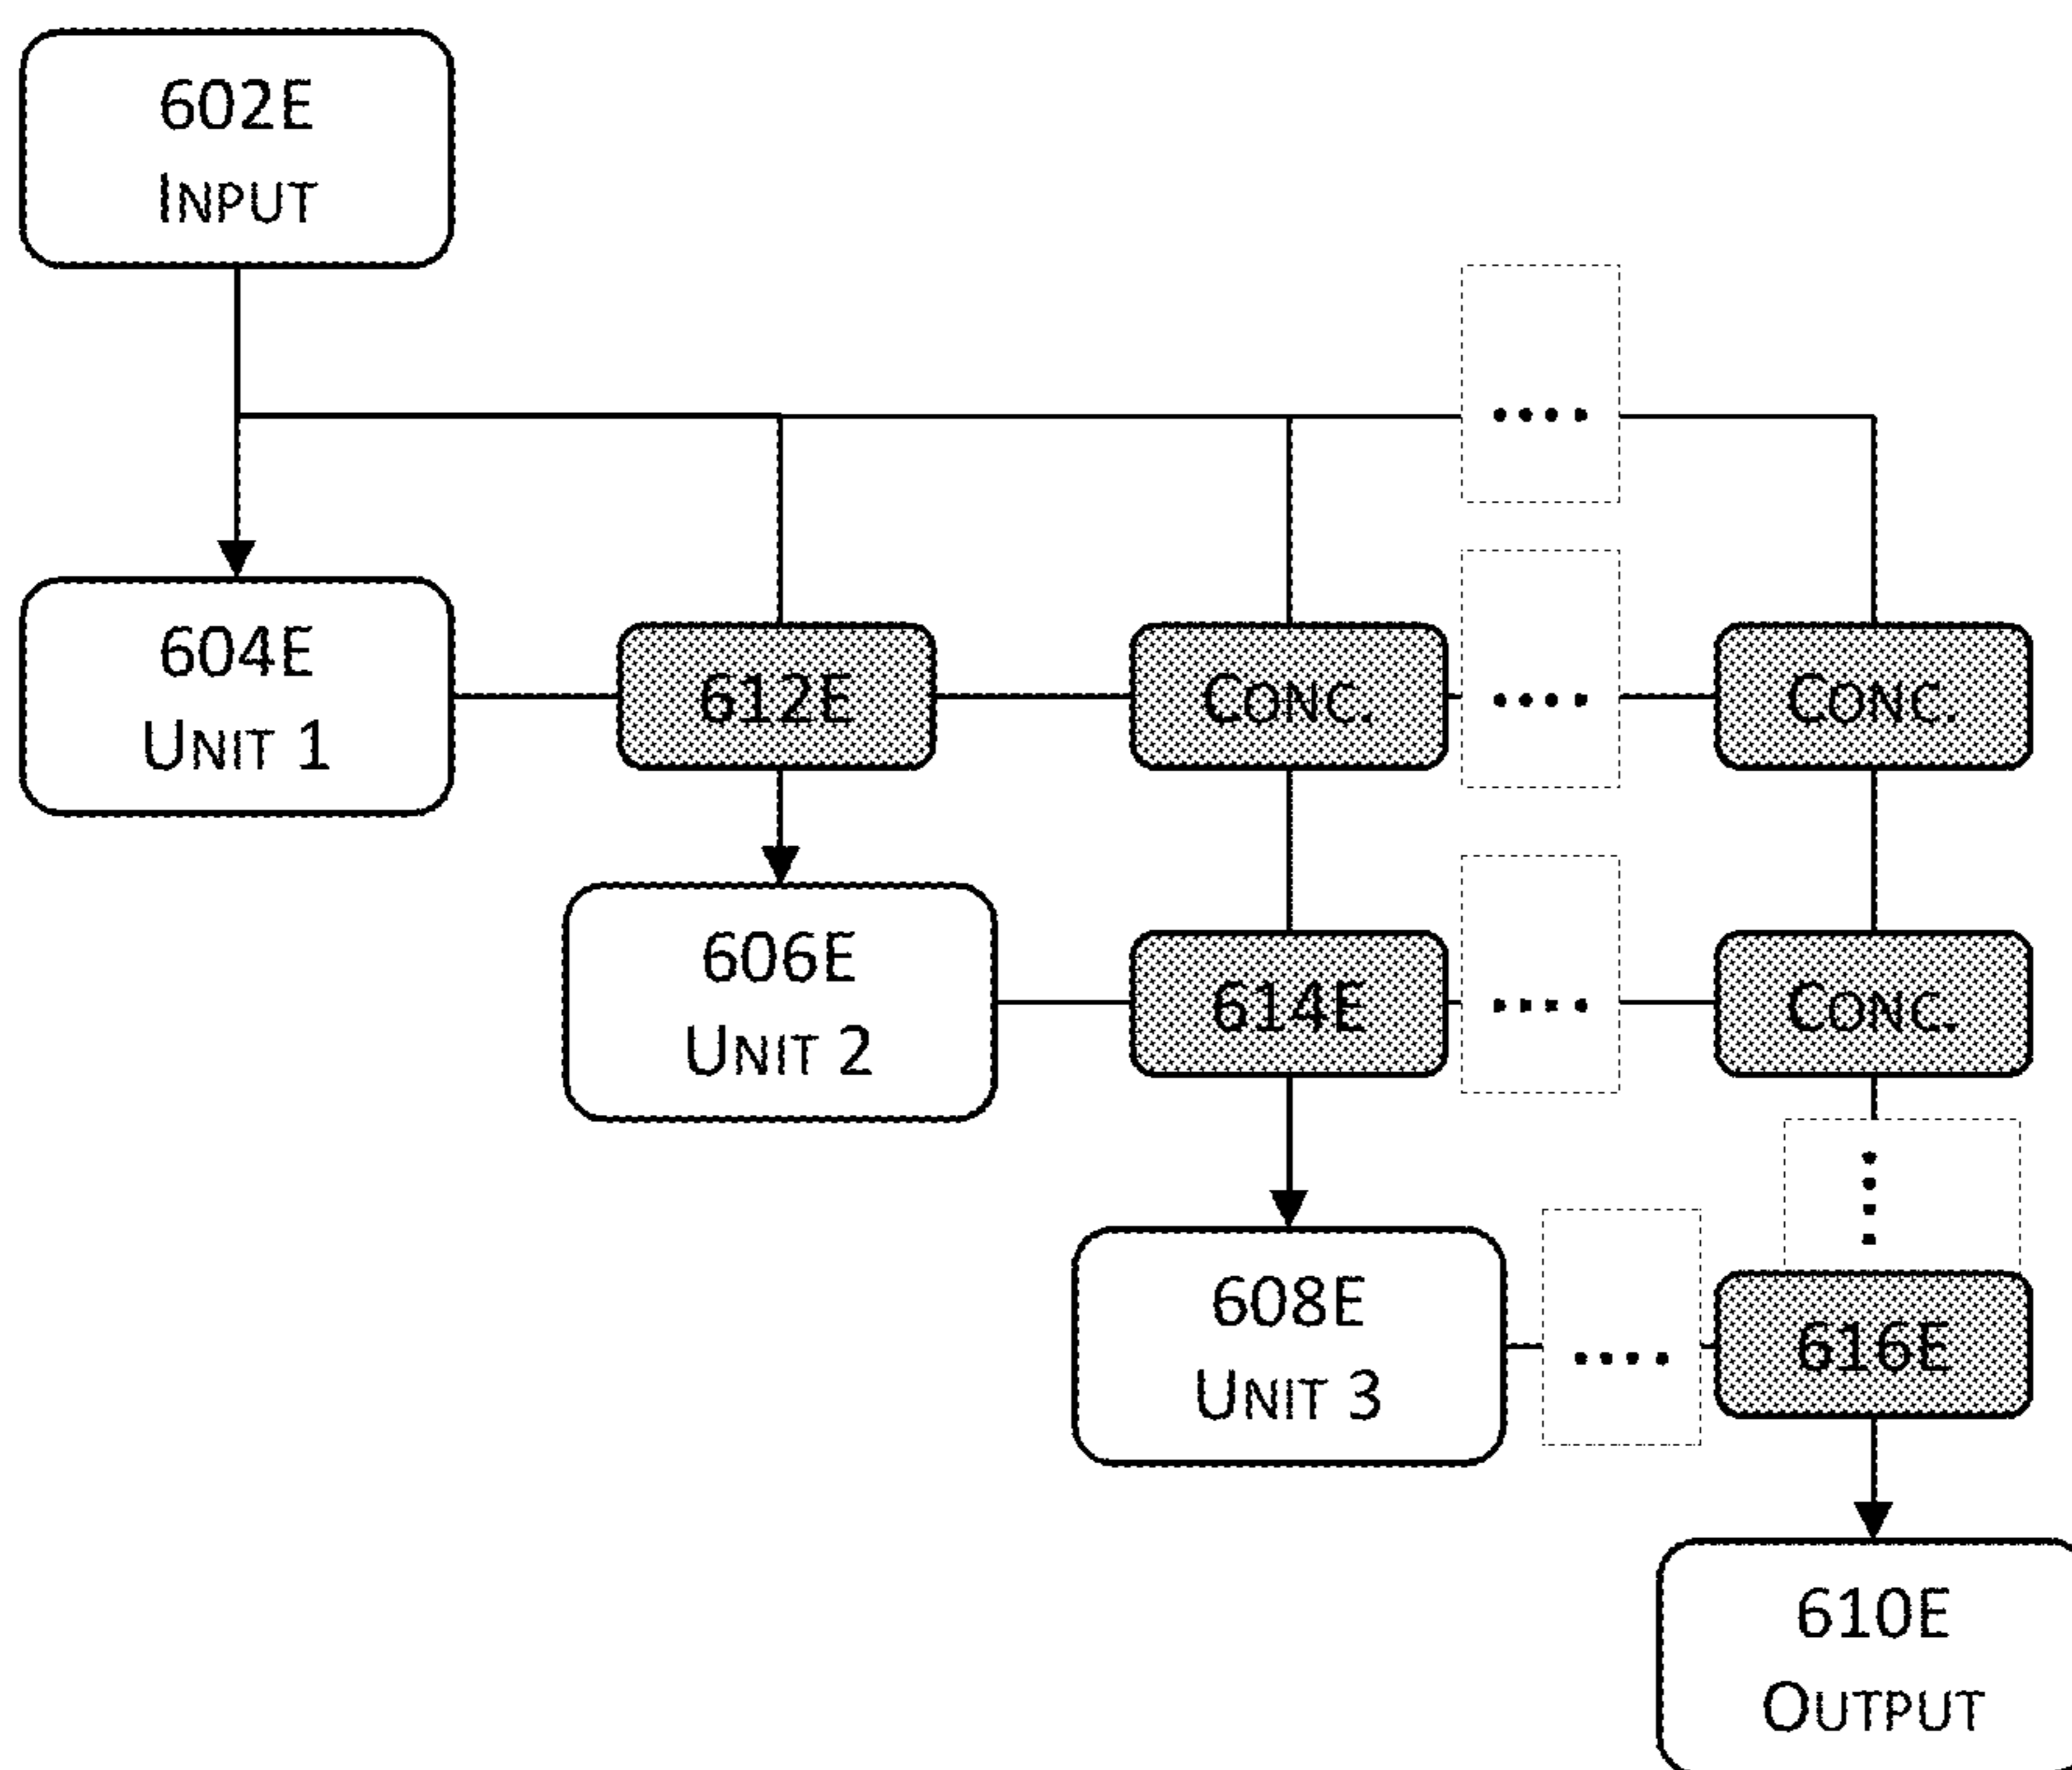 602E
INPUT
....
604E
UNIT 1
612E
CONC.
....
CONC.
606E
UNIT 2
614E
....
CONC.
....
608E
UNIT 3
....
616E
610E
OUTPUT